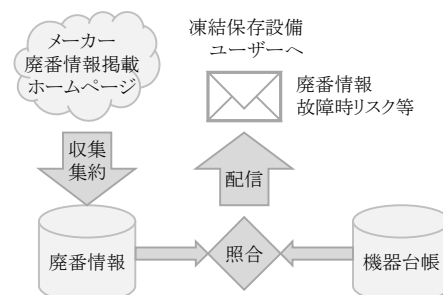 メーカー
廃番情報掲載
ホームページ
凍結保存設備
ユーザーへ
廃番情報
故障時リスク等
収集
集約
配信
廃番情報
照合
機器台帳